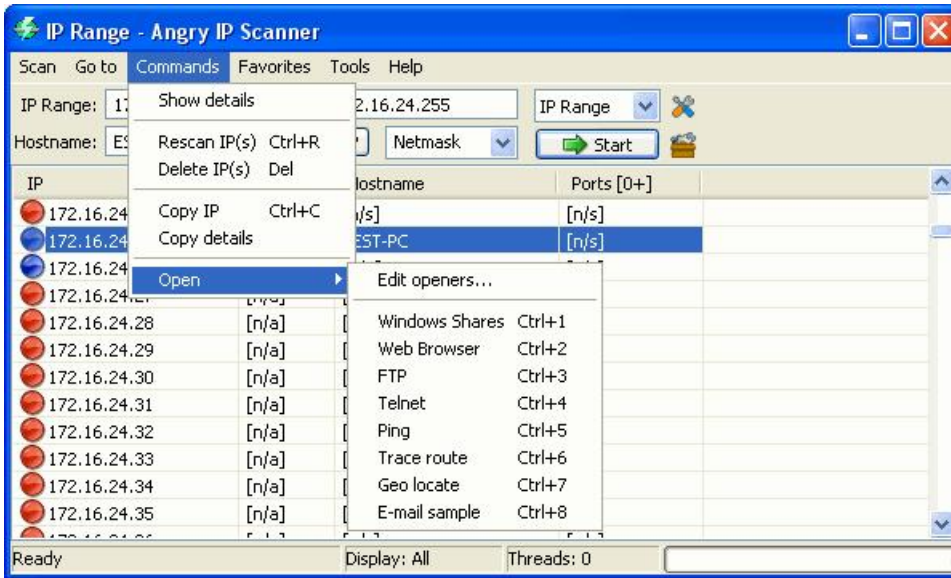 IP Range - Angry IP Scanner
Scan Go to Commands Favorites Tools Help
IP Range: 2.16.24.255 IP Range
Hostname: Netmask Start
Show details
Rescan IP(s) Ctrl+R
Delete IP(s) Del
Copy IP Ctrl+C
Copy details
Open
Edit openers...
Windows Shares Ctrl+1
Web Browser Ctrl+2
FTP Ctrl+3
Telnet Ctrl+4
Ping Ctrl+5
Trace route Ctrl+6
Geo locate Ctrl+7
E-mail sample Ctrl+8
IP Hostname Ports [0+]
172.16.24 [n/s]
172.16.24 EST-PC [n/s]
172.16.24
172.16.24.27
172.16.24.28 [n/a]
172.16.24.29 [n/a]
172.16.24.30 [n/a]
172.16.24.31 [n/a]
172.16.24.32 [n/a]
172.16.24.33 [n/a]
172.16.24.34 [n/a]
172.16.24.35 [n/a]
Ready Display: All Threads: 0